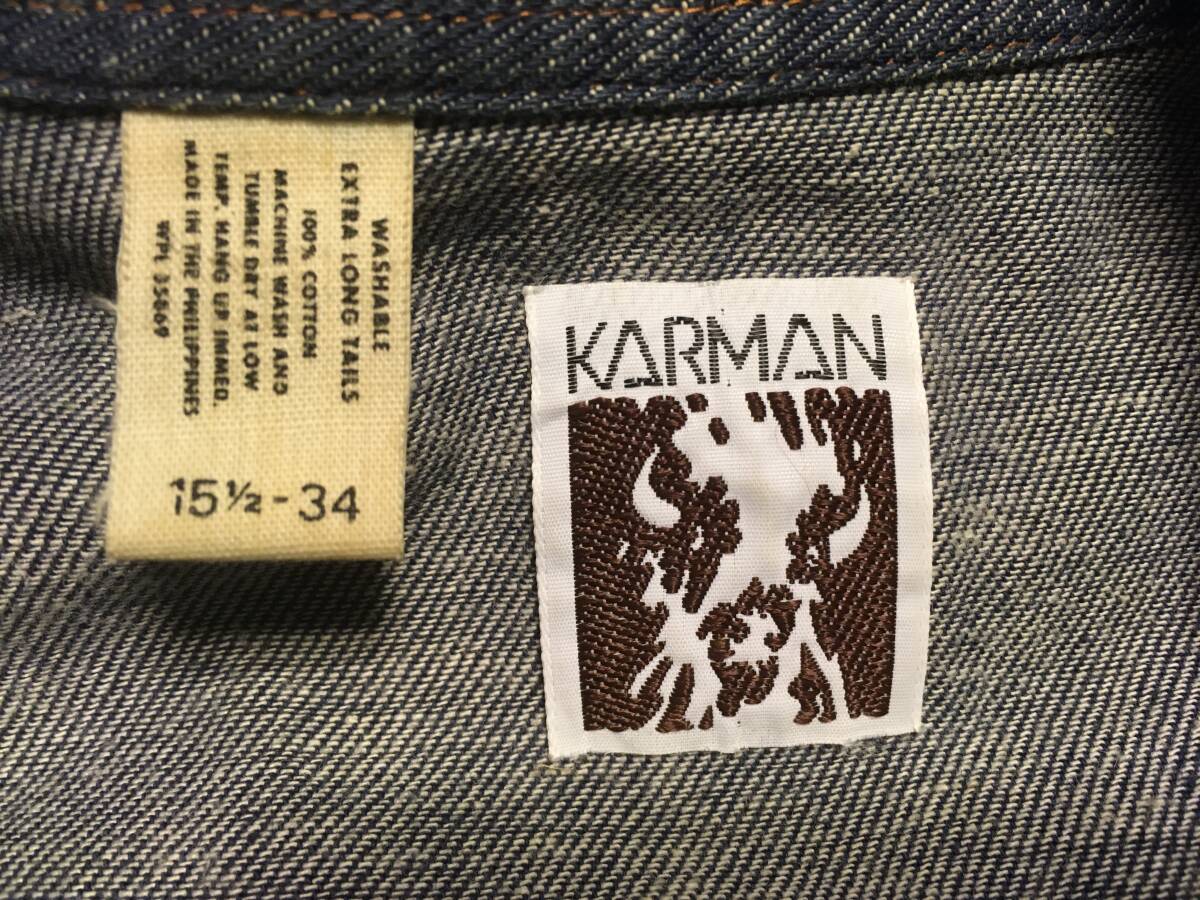 WASHABLE
EXTRA LONG TAILS
100% COTTON
MACHINE WASH AND
TUMBLE DRY AT LOW
TEMP. HANG UP IMMED.
MADE IN THE PHILIPPINES
WPL 35869
15½-34
KARMAN